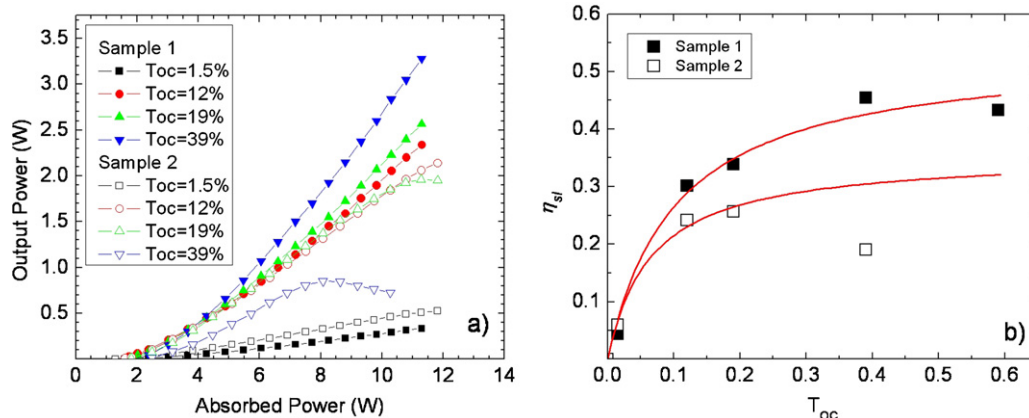 3.5
3.0
2.5
2.0
1.5
1.0
0.5
Output Power (W)
Sample 1
Toc=1.5%
Toc=12%
Toc=19%
Toc=39%
Sample 2
Toc=1.5%
Toc=12%
Toc=19%
Toc=39%
a)
0 2 4 6 8 10 12 14
Absorbed Power (W)
0.5
0.4
0.3
0.2
0.1
ηsl
Sample 1
Sample 2
b)
0.0 0.1 0.2 0.3 0.4 0.5 0.6
Toc